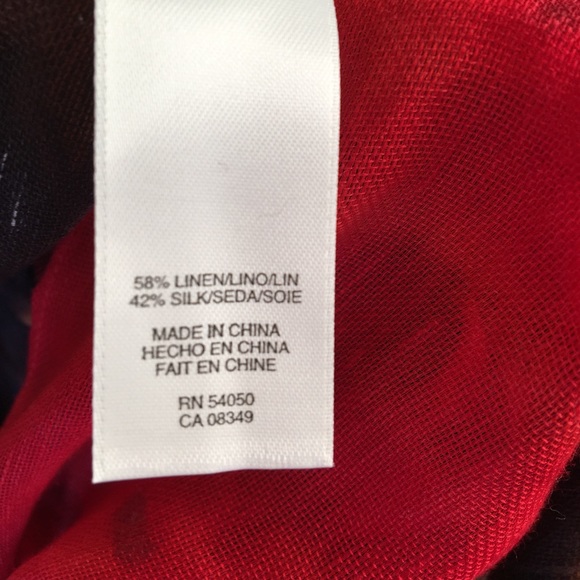 58% LINEN/LINO/LIN
42% SILK/SEDA/SOIE
MADE IN CHINA
HECHO EN CHINA
FAIT EN CHINE
RN 54050
CA 08349